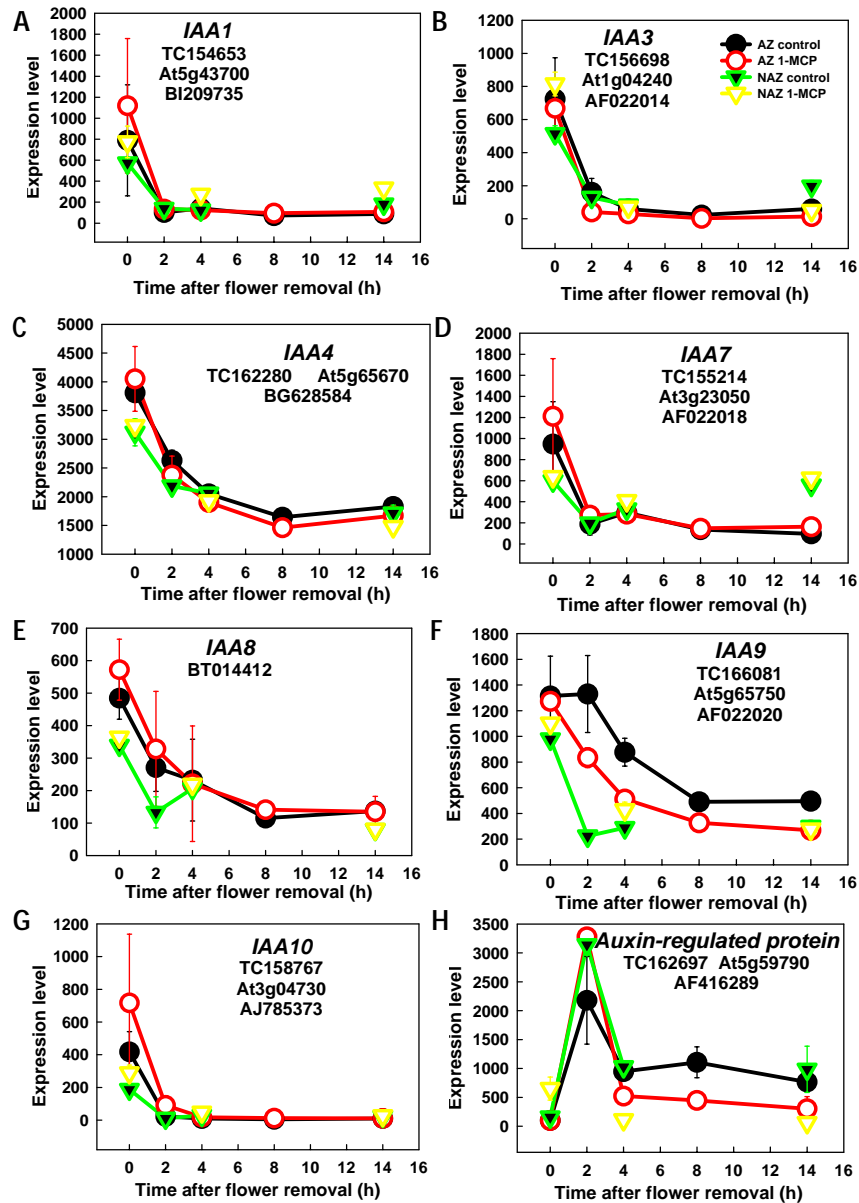 A
IAA1
TC154653
At5g43700
BI209735
Expression level
1800
1600
1400
1200
1000
800
600
400
200
0
0 2 4 6 8 10 12 14 16
Time after flower removal (h)
B
IAA3
TC156698
At1g04240
AF022014
AZ control
AZ 1-MCP
NAZ control
NAZ 1-MCP
Expression level
1200
1000
800
600
400
200
0
0 2 4 6 8 10 12 14 16
Time after flower removal (h)
C
IAA4
TC162280 At5g65670
BG628584
Expression level
5000
4500
4000
3500
3000
2500
2000
1500
1000
0 2 4 6 8 10 12 14 16
Time after flower removal (h)
D
IAA7
TC155214
At3g23050
AF022018
Expression level
2000
1800
1600
1400
1200
1000
800
600
400
200
0
0 2 4 6 8 10 12 14 16
Time after flower removal (h)
E
IAA8
BT014412
Expression level
700
600
500
400
300
200
100
0
0 2 4 6 8 10 12 14 16
Time after flower removal (h)
F
IAA9
TC166081
At5g65750
AF022020
Expression level
1800
1600
1400
1200
1000
800
600
400
200
0
0 2 4 6 8 10 12 14 16
Time after flower removal (h)
G
IAA10
TC158767
At3g04730
AJ785373
Expression level
1200
1000
800
600
400
200
0
0 2 4 6 8 10 12 14 16
Time after flower removal (h)
H
Auxin-regulated protein
TC162697 At5g59790
AF416289
Expression level
3500
3000
2500
2000
1500
1000
500
0
0 2 4 6 8 10 12 14 16
Time after flower removal (h)